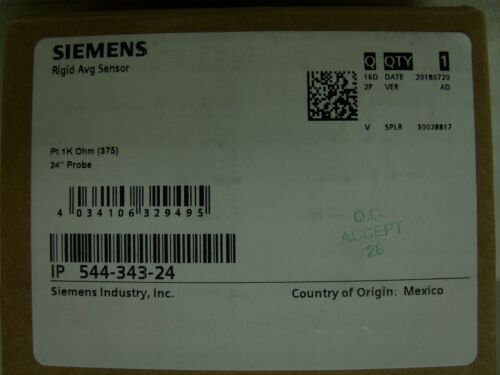 SIEMENS
Rigid Avg Sensor
Q QTY 1
16D DATE 20180720
2P VER AD
V SPLR 30028817
Pt 1K Ohm (375)
24" Probe
4 034106 329495
Q.C.
ACCEPT
26
IP 544-343-24
Siemens Industry, Inc.
Country of Origin: Mexico